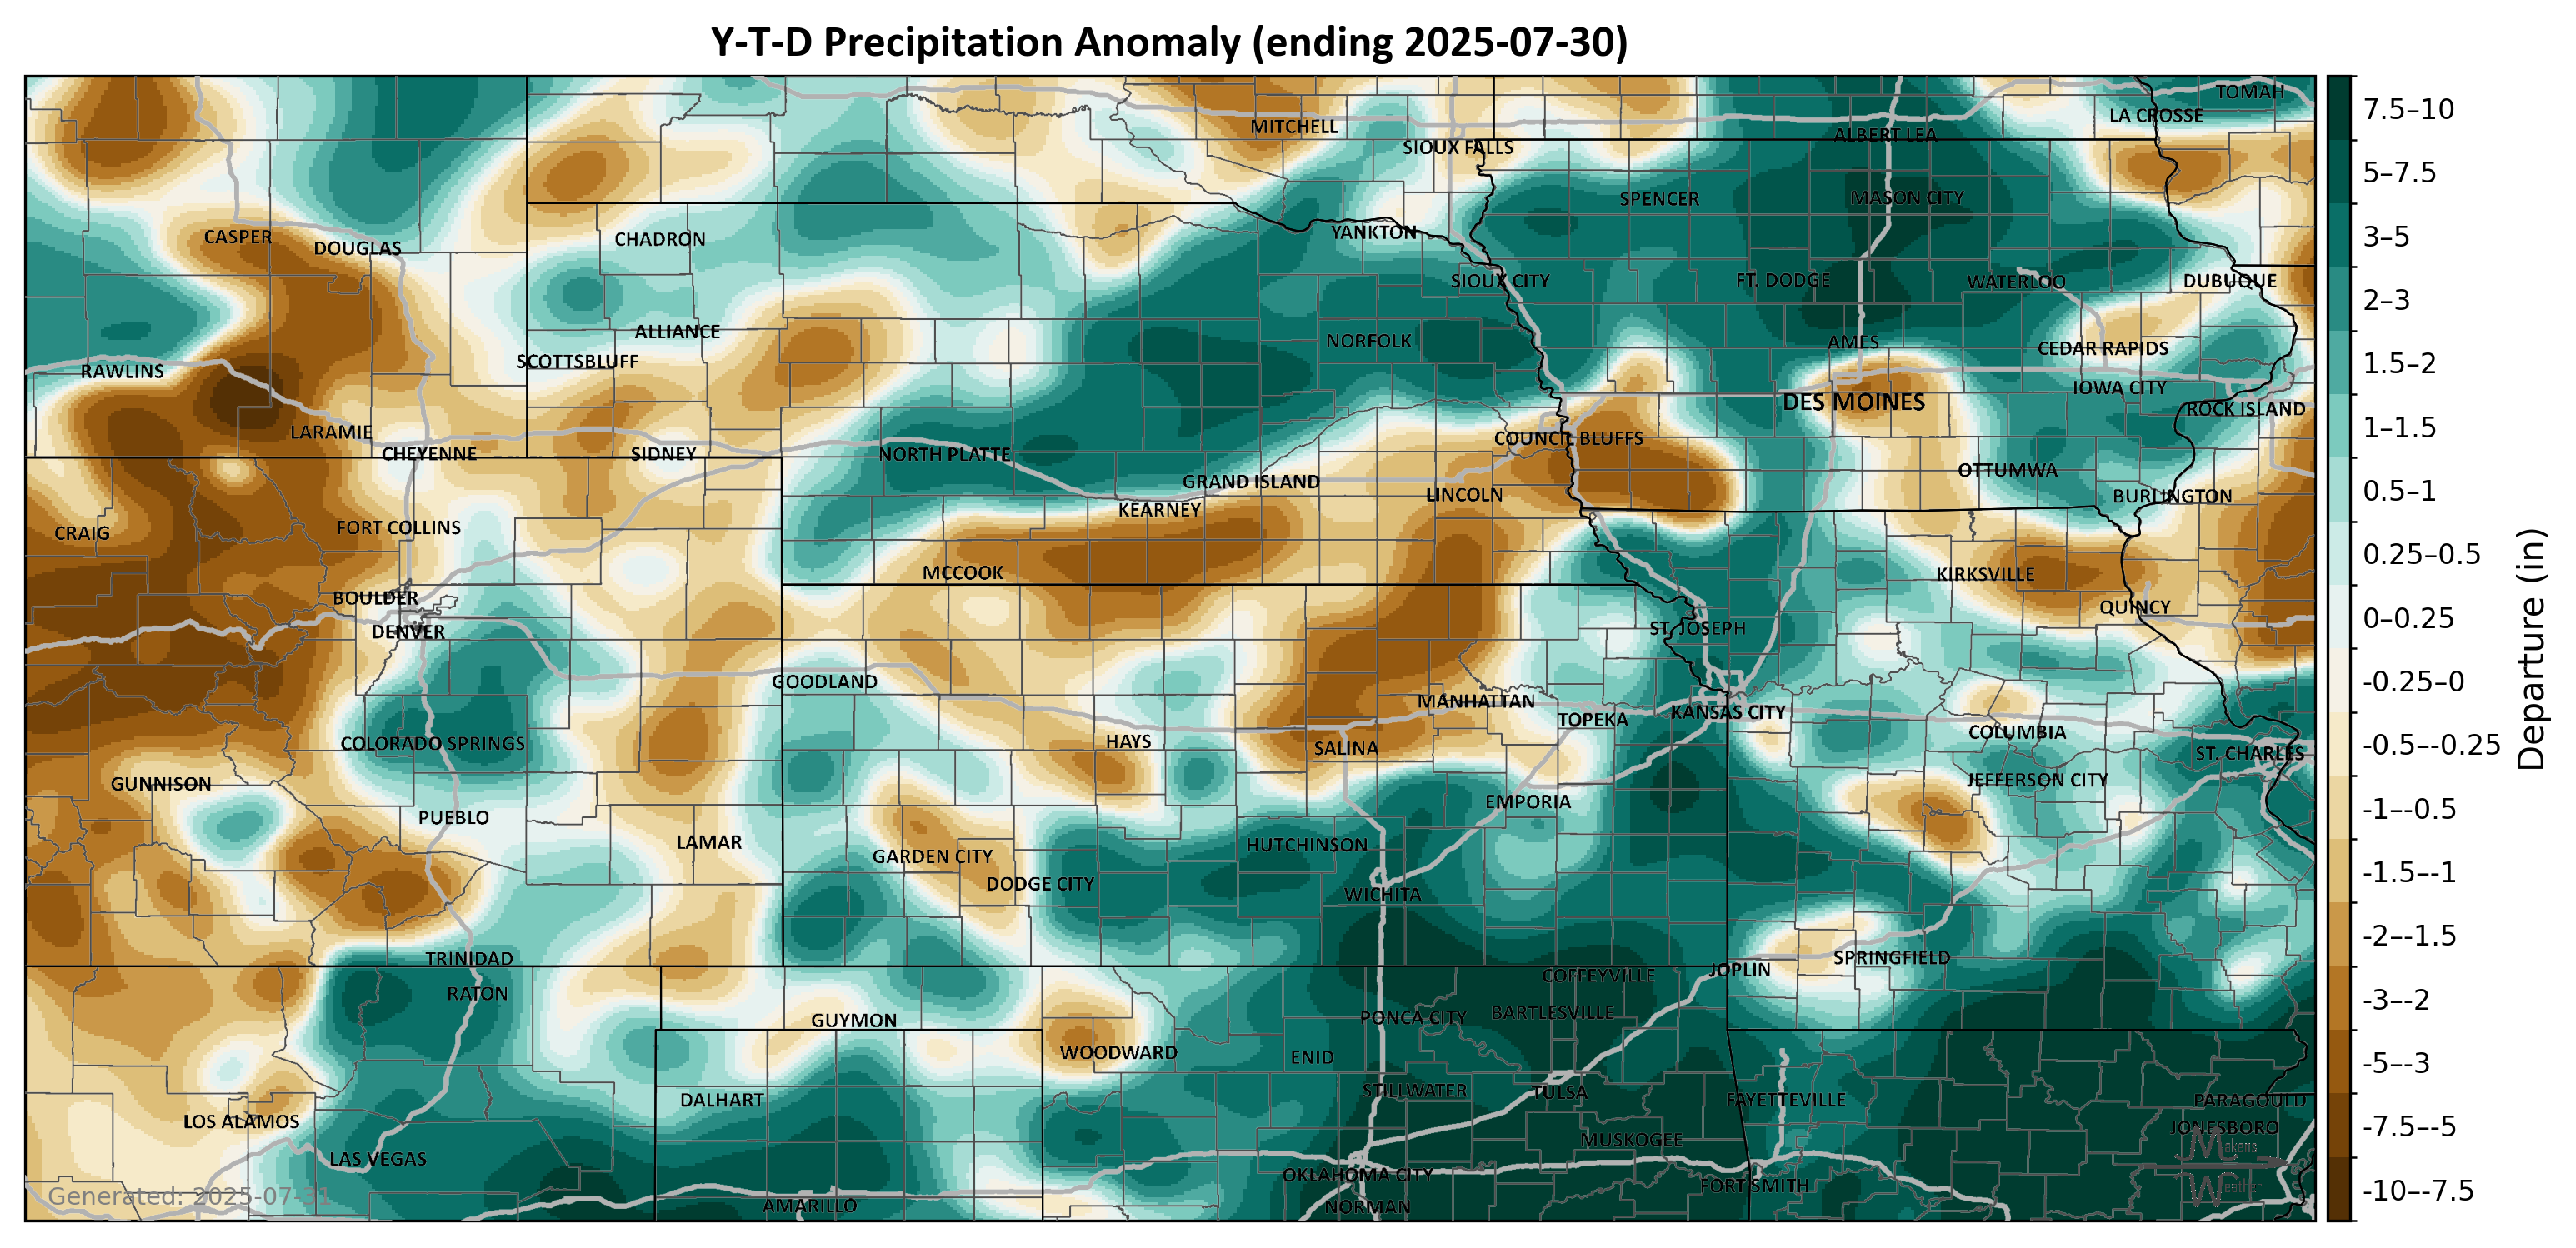 Y-T-D Precipitation Anomaly (ending 2025-07-30)
TOMAH
LA CROSSE
MITCHELL
ALBERT LEA
SIOUX FALLS
SPENCER
MASON CITY
CASPER
DOUGLAS
CHADRON
YANKTON
SIOUX CITY
FT. DODGE
WATERLOO
DUBUQUE
ALLIANCE
NORFOLK
AMES
CEDAR RAPIDS
SCOTTSBLUFF
RAWLINS
IOWA CITY
DES MOINES
ROCK ISLAND
LARAMIE
COUNCIL BLUFFS
CHEYENNE
SIDNEY
NORTH PLATTE
OTTUMWA
GRAND ISLAND
LINCOLN
BURLINGTON
KEARNEY
CRAIG
FORT COLLINS
MCCOOK
KIRKSVILLE
BOULDER
QUINCY
DENVER
ST. JOSEPH
GOODLAND
MANHATTAN
TOPEKA
KANSAS CITY
COLUMBIA
COLORADO SPRINGS
HAYS
SALINA
ST. CHARLES
GUNNISON
JEFFERSON CITY
EMPORIA
PUEBLO
LAMAR
HUTCHINSON
GARDEN CITY
DODGE CITY
WICHITA
TRINIDAD
SPRINGFIELD
JOPLIN
COFFEYVILLE
RATON
BARTLESVILLE
GUYMON
PONCA CITY
WOODWARD
ENID
STILLWATER
TULSA
DALHART
FAYETTEVILLE
PARAGOULD
LOS ALAMOS
JONESBORO
MUSKOGEE
LAS VEGAS
OKLAHOMA CITY
FORT SMITH
AMARILLO
NORMAN
Makens
Weather
Generated: 2025-07-31
7.5–10
5–7.5
3–5
2–3
1.5–2
1–1.5
0.5–1
0.25–0.5
0–0.25
-0.25–0
-0.5–-0.25
-1–-0.5
-1.5–-1
-2–-1.5
-3–-2
-5–-3
-7.5–-5
-10–-7.5
Departure (in)